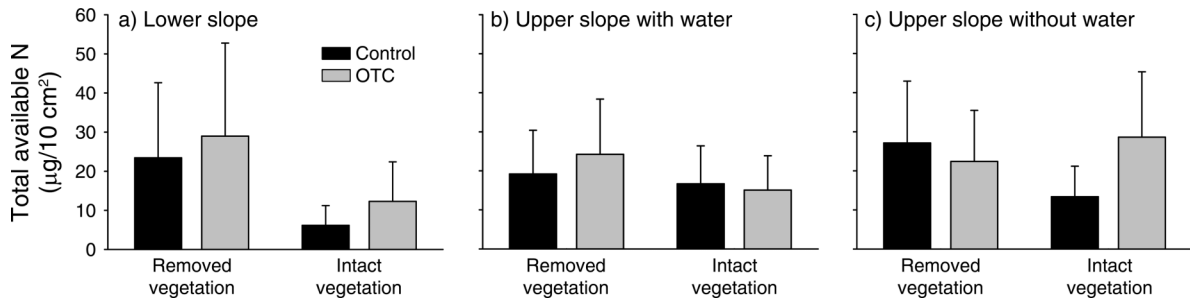 a) Lower slope
b) Upper slope with water
c) Upper slope without water
Total available N
(μg/10 cm²)
60
50
40
30
20
10
0
Control
OTC
Removed
vegetation
Intact
vegetation
Removed
vegetation
Intact
vegetation
Removed
vegetation
Intact
vegetation